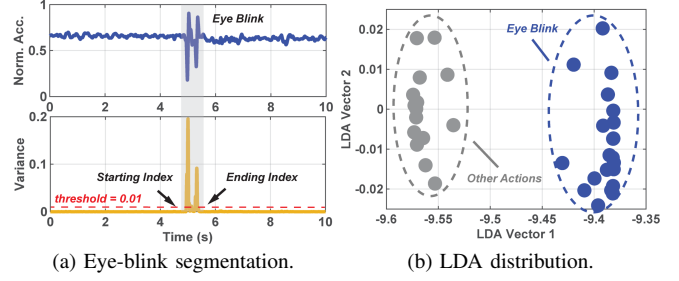 Norm. Acc.
1
0.5
0
Eye Blink
0 2 4 6 8 10
Variance
0.2
0.1
0
Starting Index
Ending Index
threshold = 0.01
0 2 4 6 8 10
Time (s)
(a) Eye-blink segmentation.
LDA Vector 2
0.02
0.01
0
-0.01
-0.02
Eye Blink
Other Actions
-9.6 -9.55 -9.5 -9.45 -9.4 -9.35
LDA Vector 1
(b) LDA distribution.